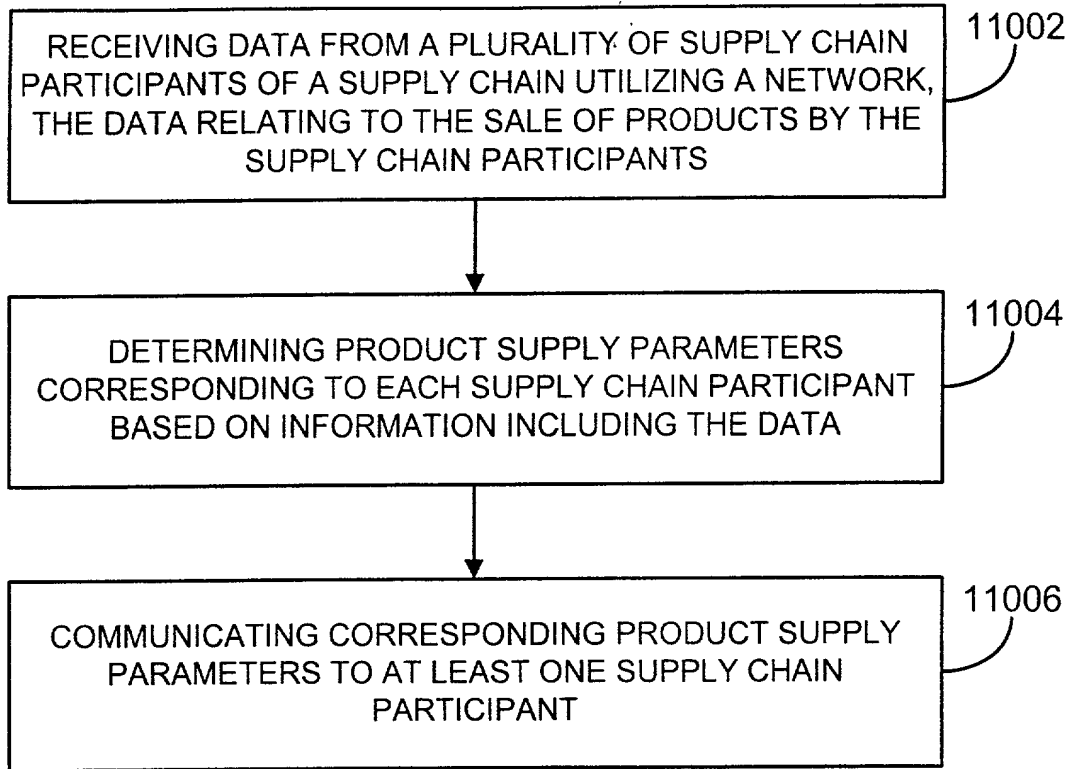 RECEIVING DATA FROM A PLURALITY OF SUPPLY CHAIN
PARTICIPANTS OF A SUPPLY CHAIN UTILIZING A NETWORK,
THE DATA RELATING TO THE SALE OF PRODUCTS BY THE
SUPPLY CHAIN PARTICIPANTS
11002
DETERMINING PRODUCT SUPPLY PARAMETERS
CORRESPONDING TO EACH SUPPLY CHAIN PARTICIPANT
BASED ON INFORMATION INCLUDING THE DATA
11004
COMMUNICATING CORRESPONDING PRODUCT SUPPLY
PARAMETERS TO AT LEAST ONE SUPPLY CHAIN
PARTICIPANT
11006